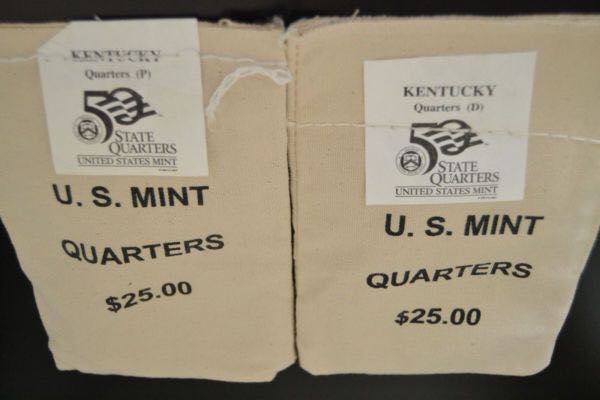 KENTUCKY
Quarters (P)
50
STATE
QUARTERS
UNITED STATES MINT
U. S. MINT
QUARTERS
$25.00
KENTUCKY
Quarters (D)
50
STATE
QUARTERS
UNITED STATES MINT
U. S. MINT
QUARTERS
$25.00